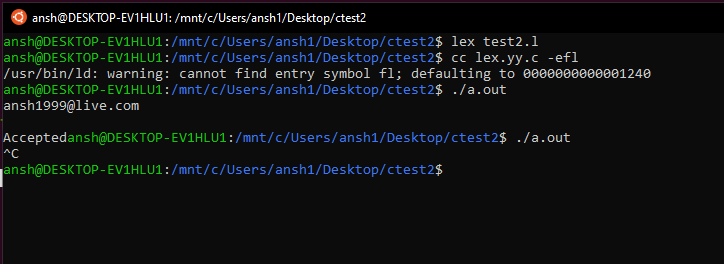 ansh@DESKTOP-EV1HLU1: /mnt/c/Users/ansh1/Desktop/ctest2
ansh@DESKTOP-EV1HLU1:/mnt/c/Users/ansh1/Desktop/ctest2$ lex test2.l
ansh@DESKTOP-EV1HLU1:/mnt/c/Users/ansh1/Desktop/ctest2$ cc lex.yy.c -efl
/usr/bin/ld: warning: cannot find entry symbol fl; defaulting to 0000000000001240
ansh@DESKTOP-EV1HLU1:/mnt/c/Users/ansh1/Desktop/ctest2$ ./a.out
ansh1999@live.com
Acceptedansh@DESKTOP-EV1HLU1:/mnt/c/Users/ansh1/Desktop/ctest2$ ./a.out
^C
ansh@DESKTOP-EV1HLU1:/mnt/c/Users/ansh1/Desktop/ctest2$